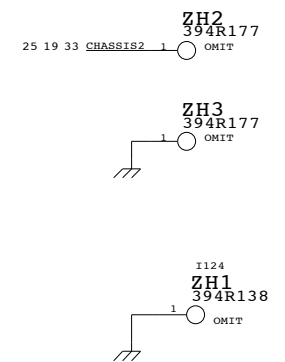 ZH2
394R177
25 19 33 CHASSIS2 1 OMIT
ZH3
394R177
1 OMIT
I124
ZH1
394R138
1
OMIT